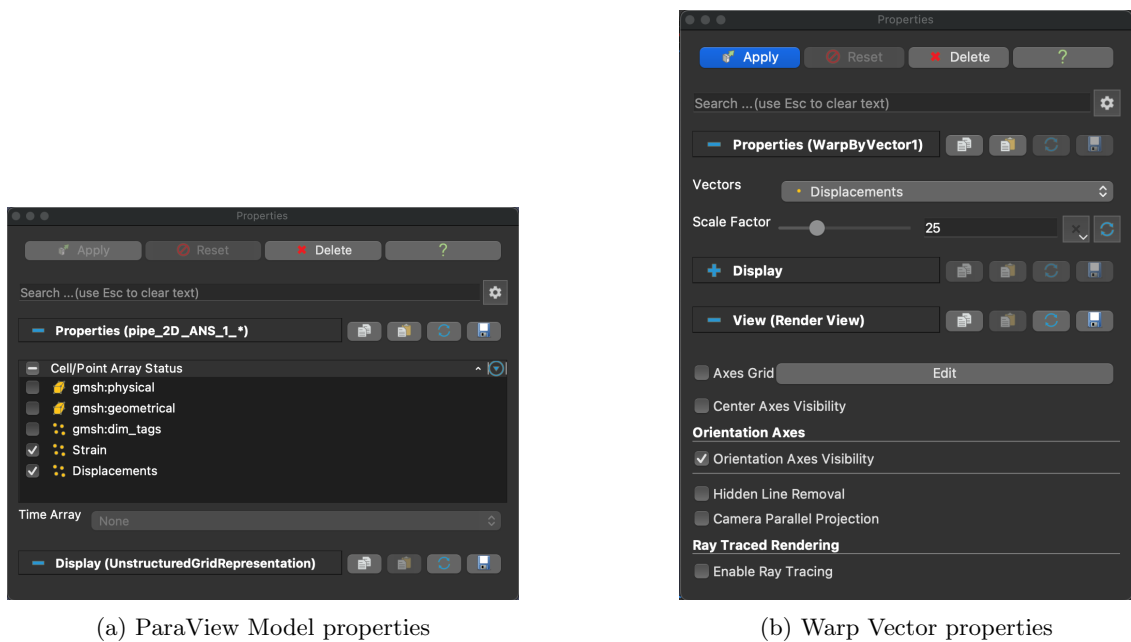 Properties
Apply
Reset
Delete
?
Search ...(use Esc to clear text)
Properties (pipe_2D_ANS_1_*)
Cell/Point Array Status
gmsh:physical
gmsh:geometrical
gmsh:dim_tags
Strain
Displacements
Time Array
None
Display (UnstructuredGridRepresentation)
(a) ParaView Model properties
Properties
Apply
Reset
Delete
?
Search ...(use Esc to clear text)
Properties (WarpByVector1)
Vectors
Displacements
Scale Factor
25
Display
View (Render View)
Axes Grid
Edit
Center Axes Visibility
Orientation Axes
Orientation Axes Visibility
Hidden Line Removal
Camera Parallel Projection
Ray Traced Rendering
Enable Ray Tracing
(b) Warp Vector properties